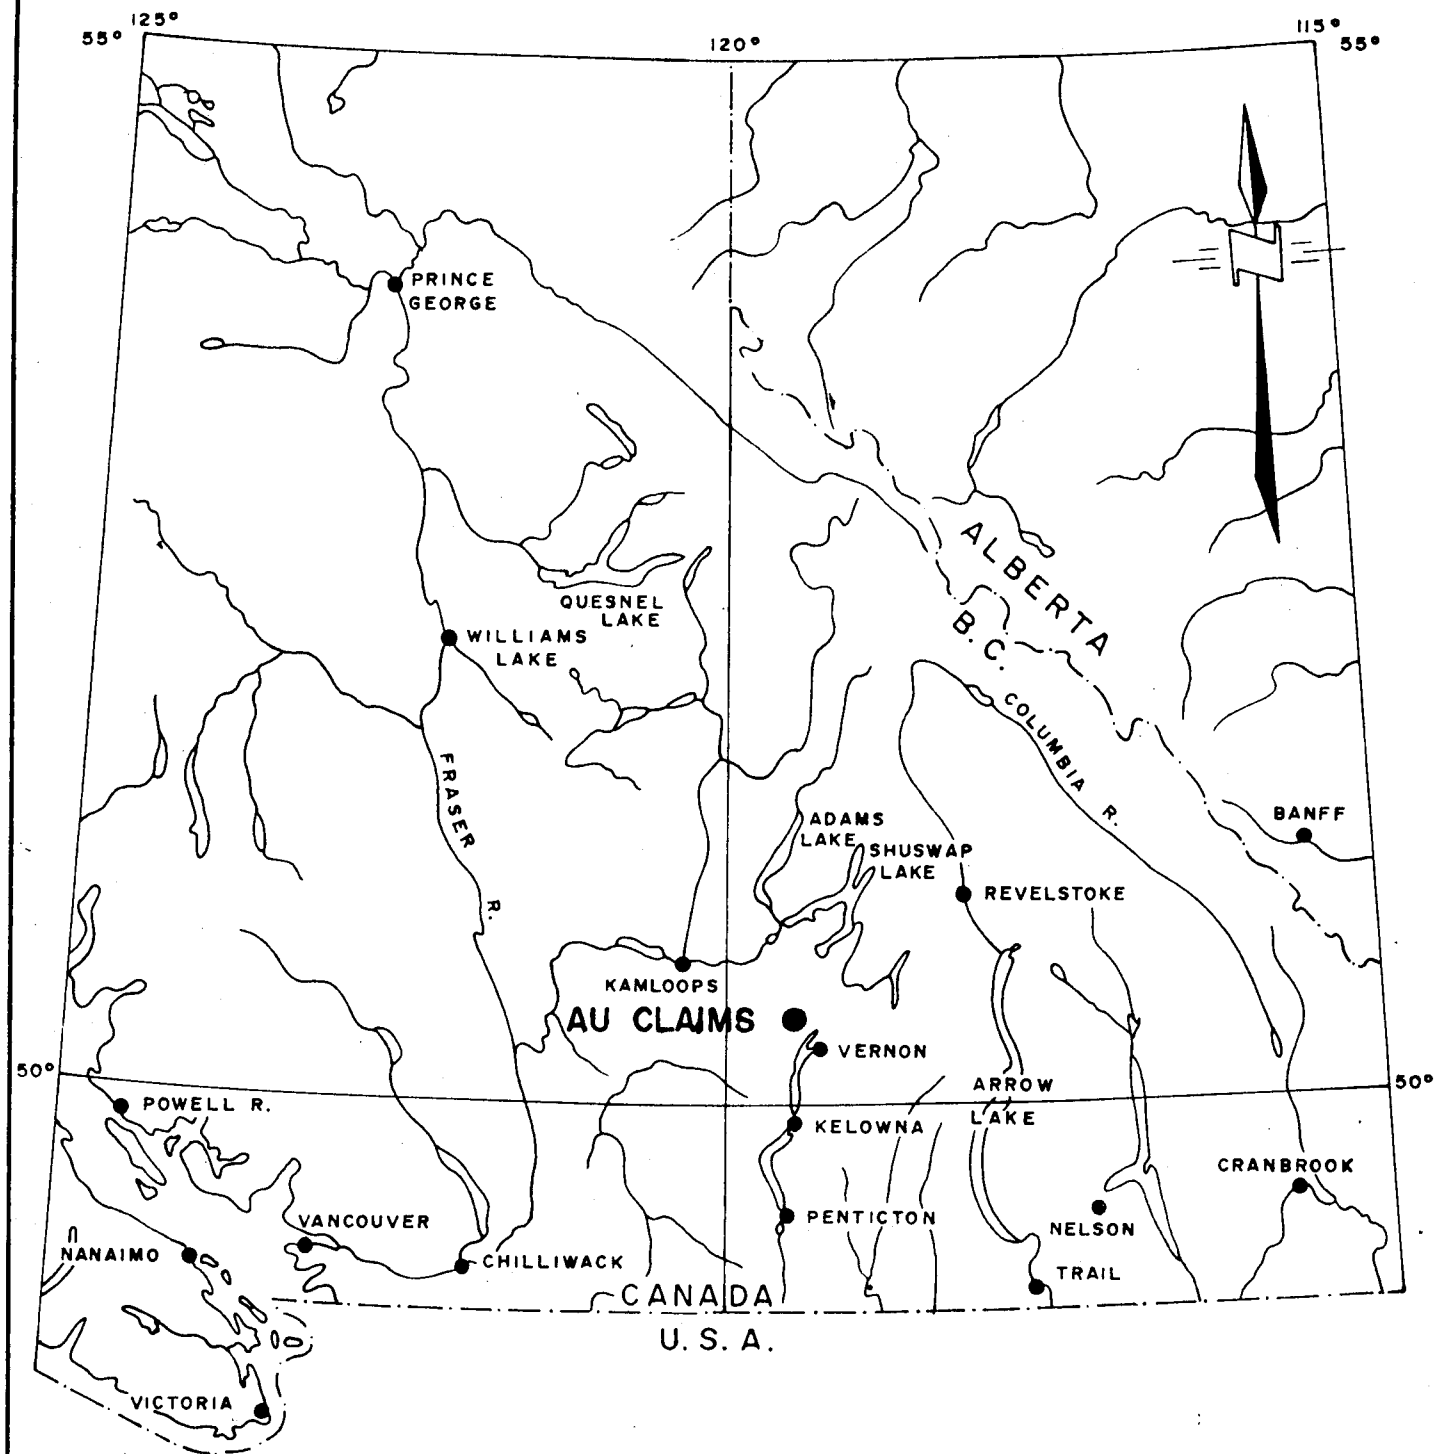 125°
55°
120°
115°
55°
PRINCE
GEORGE
ALBERTA
B.C.
QUESNEL
LAKE
WILLIAMS
LAKE
COLUMBIA R.
FRASER R.
ADAMS
LAKE
SHUSWAP
LAKE
BANFF
REVELSTOKE
KAMLOOPS
AU CLAIMS
VERNON
50°
ARROW
LAKE
50°
POWELL R.
KELOWNA
CRANBROOK
VANCOUVER
PENTICTON
NELSON
NANAIMO
CHILLIWACK
TRAIL
CANADA
U.S.A.
VICTORIA